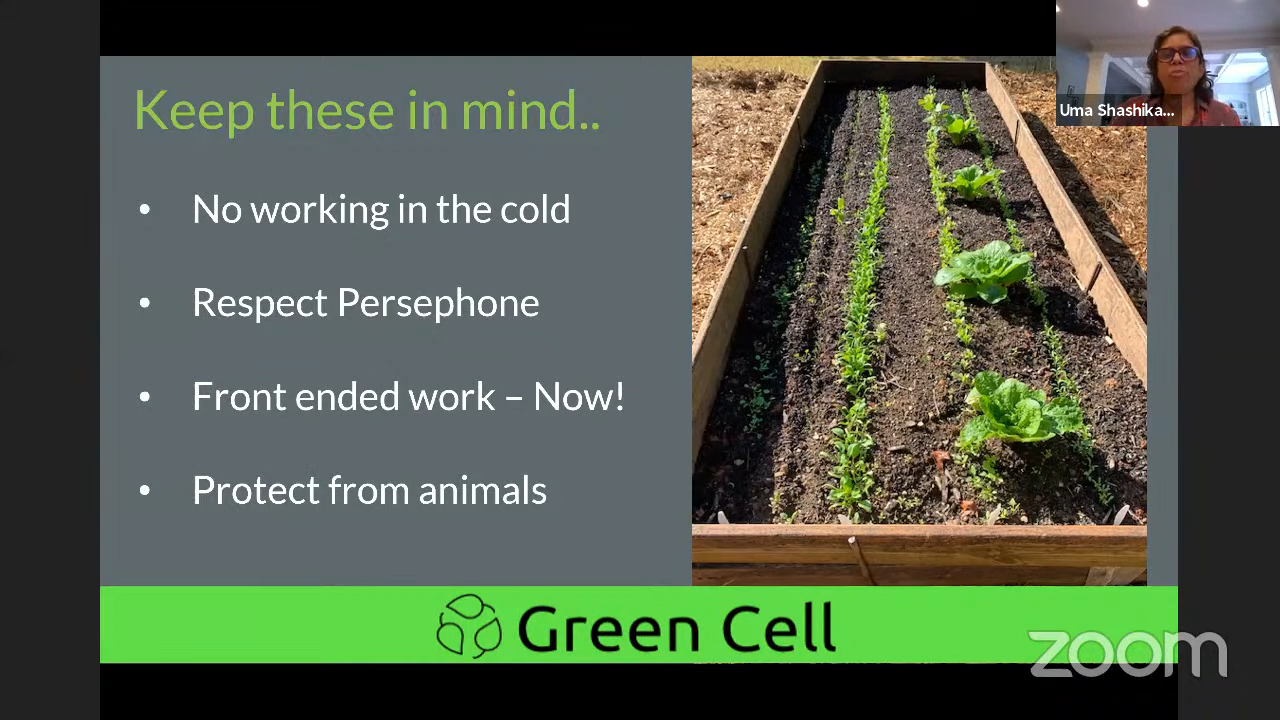 Keep these in mind..
Uma Shashika...
• No working in the cold
• Respect Persephone
• Front ended work – Now!
• Protect from animals
Green Cell
zoom